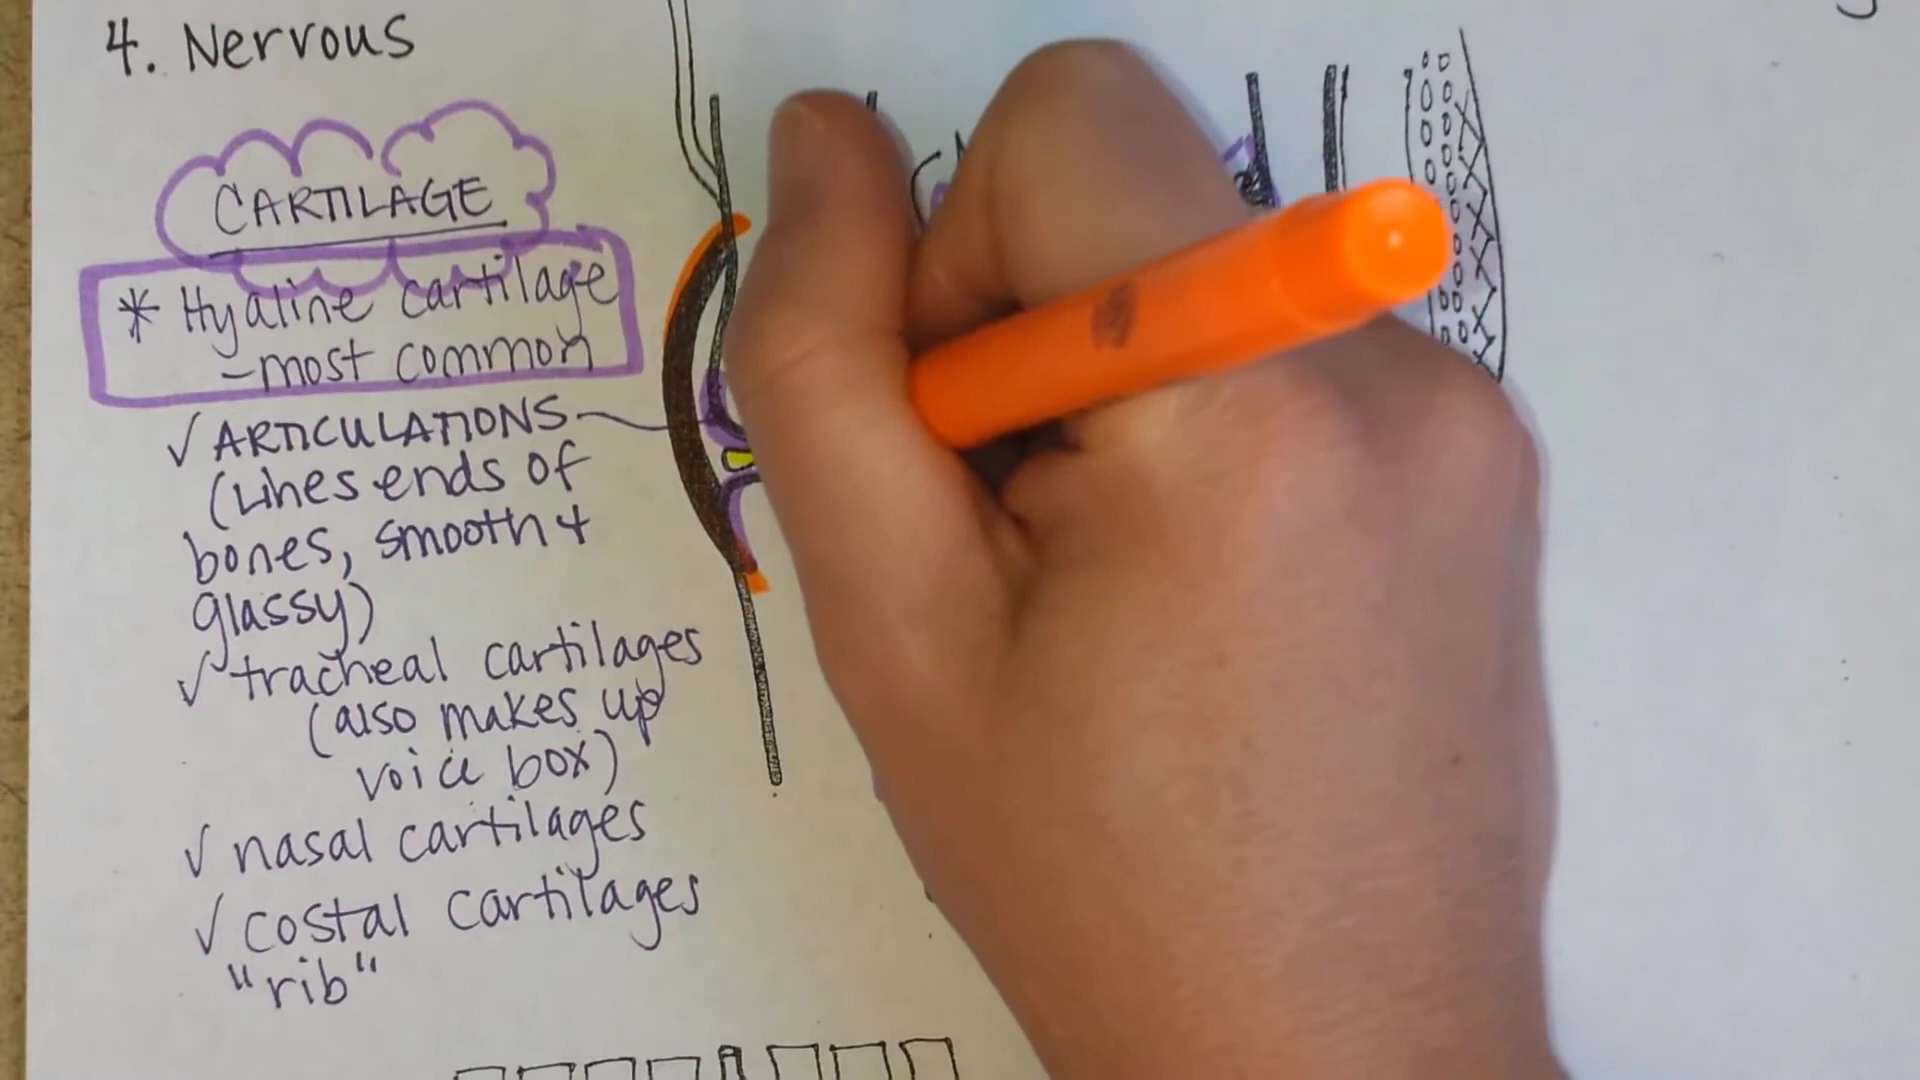 4. Nervous
CARTILAGE
* Hyaline cartilage
- most common
✓ ARTICULATIONS
(Lines ends of
bones, smooth +
glassy)
✓ tracheal cartilages
(also makes up
voice box)
✓ nasal cartilages
✓ costal cartilages
"rib"